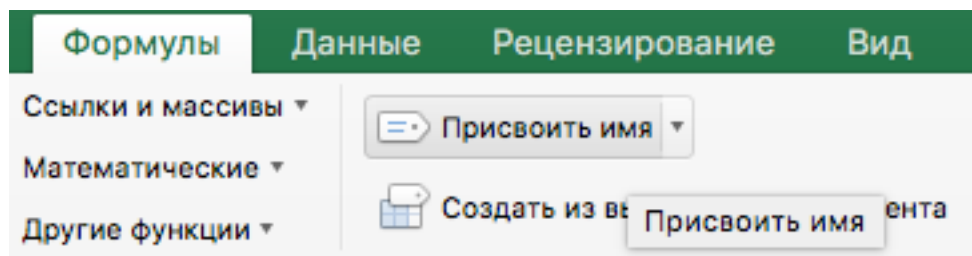 Формулы Данные Рецензирование Вид
Ссылки и массивы
Математические
Другие функции
Присвоить имя
Создать из
Присвоить имя